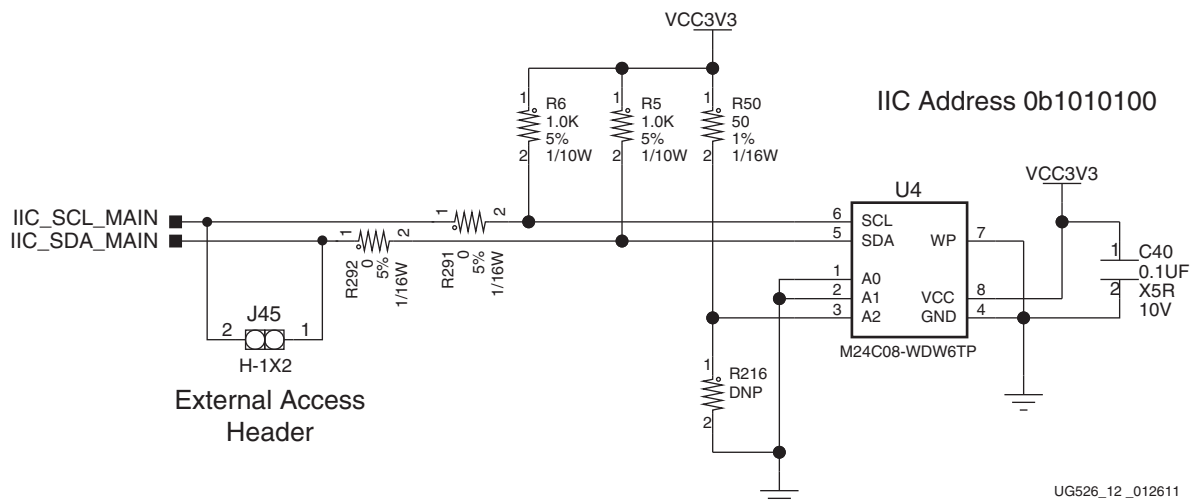 VCC3V3
1
R6
1.0K
5%
1/10W
2
1
R5
1.0K
5%
1/10W
2
1
R50
50
1%
1/16W
2
IIC Address 0b1010100
IIC_SCL_MAIN
IIC_SDA_MAIN
1
2
R291
0
5%
1/16W
1
2
R292
0
5%
1/16W
J45
2
1
H-1X2
External Access
Header
U4
6 SCL
5 SDA
1 A0
2 A1
3 A2
WP 7
VCC 8
GND 4
M24C08-WDW6TP
VCC3V3
1
C40
0.1UF
X5R
10V
2
1
R216
DNP
2
UG526_12 _012611